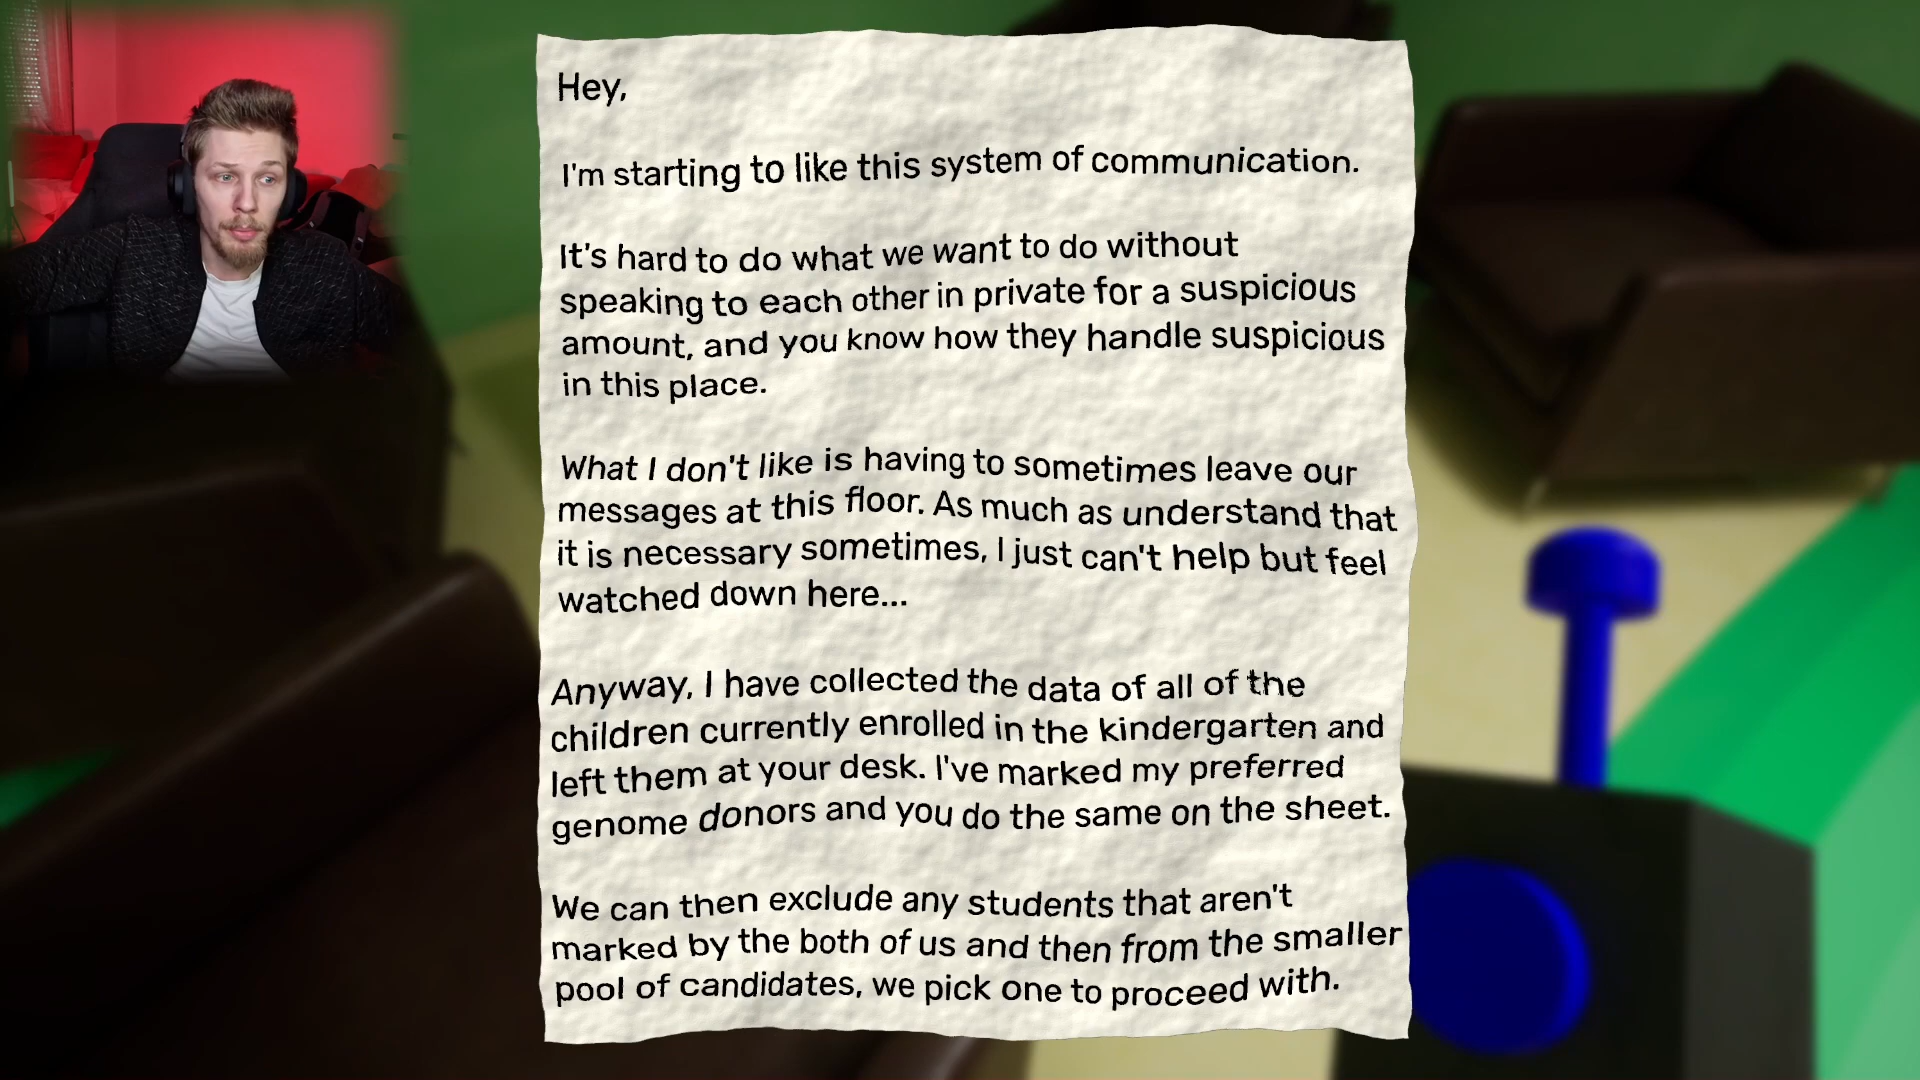 Hey,
I'm starting to like this system of communication.
It's hard to do what we want to do without
speaking to each other in private for a suspicious
amount, and you know how they handle suspicious
in this place.
What I don't like is having to sometimes leave our
messages at this floor. As much as understand that
it is necessary sometimes, I just can't help but feel
watched down here...
Anyway, I have collected the data of all of the
children currently enrolled in the kindergarten and
left them at your desk. I've marked my preferred
genome donors and you do the same on the sheet.
We can then exclude any students that aren't
marked by the both of us and then from the smaller
pool of candidates, we pick one to proceed with.